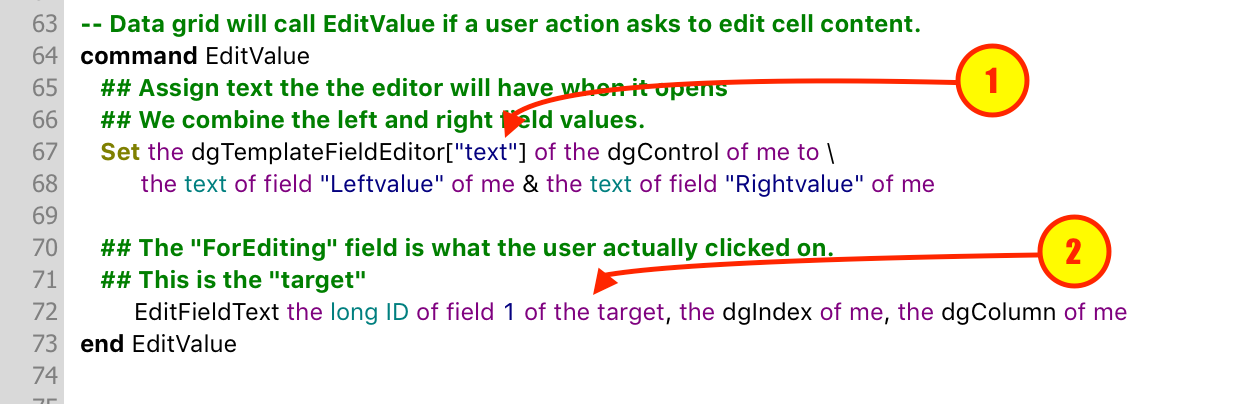 63 -- Data grid will call EditValue if a user action asks to edit cell content.
64 command EditValue
65 ## Assign text the the editor will have when it opens
1
66 ## We combine the left and right field values.
67 Set the dgTemplateFieldEditor["text"] of the dgControl of me to \
68 the text of field "Leftvalue" of me & the text of field "Rightvalue" of me
69
70 ## The "ForEditing" field is what the user actually clicked on.
2
71 ## This is the "target"
72 EditFieldText the long ID of field 1 of the target, the dgIndex of me, the dgColumn of me
73 end EditValue
74